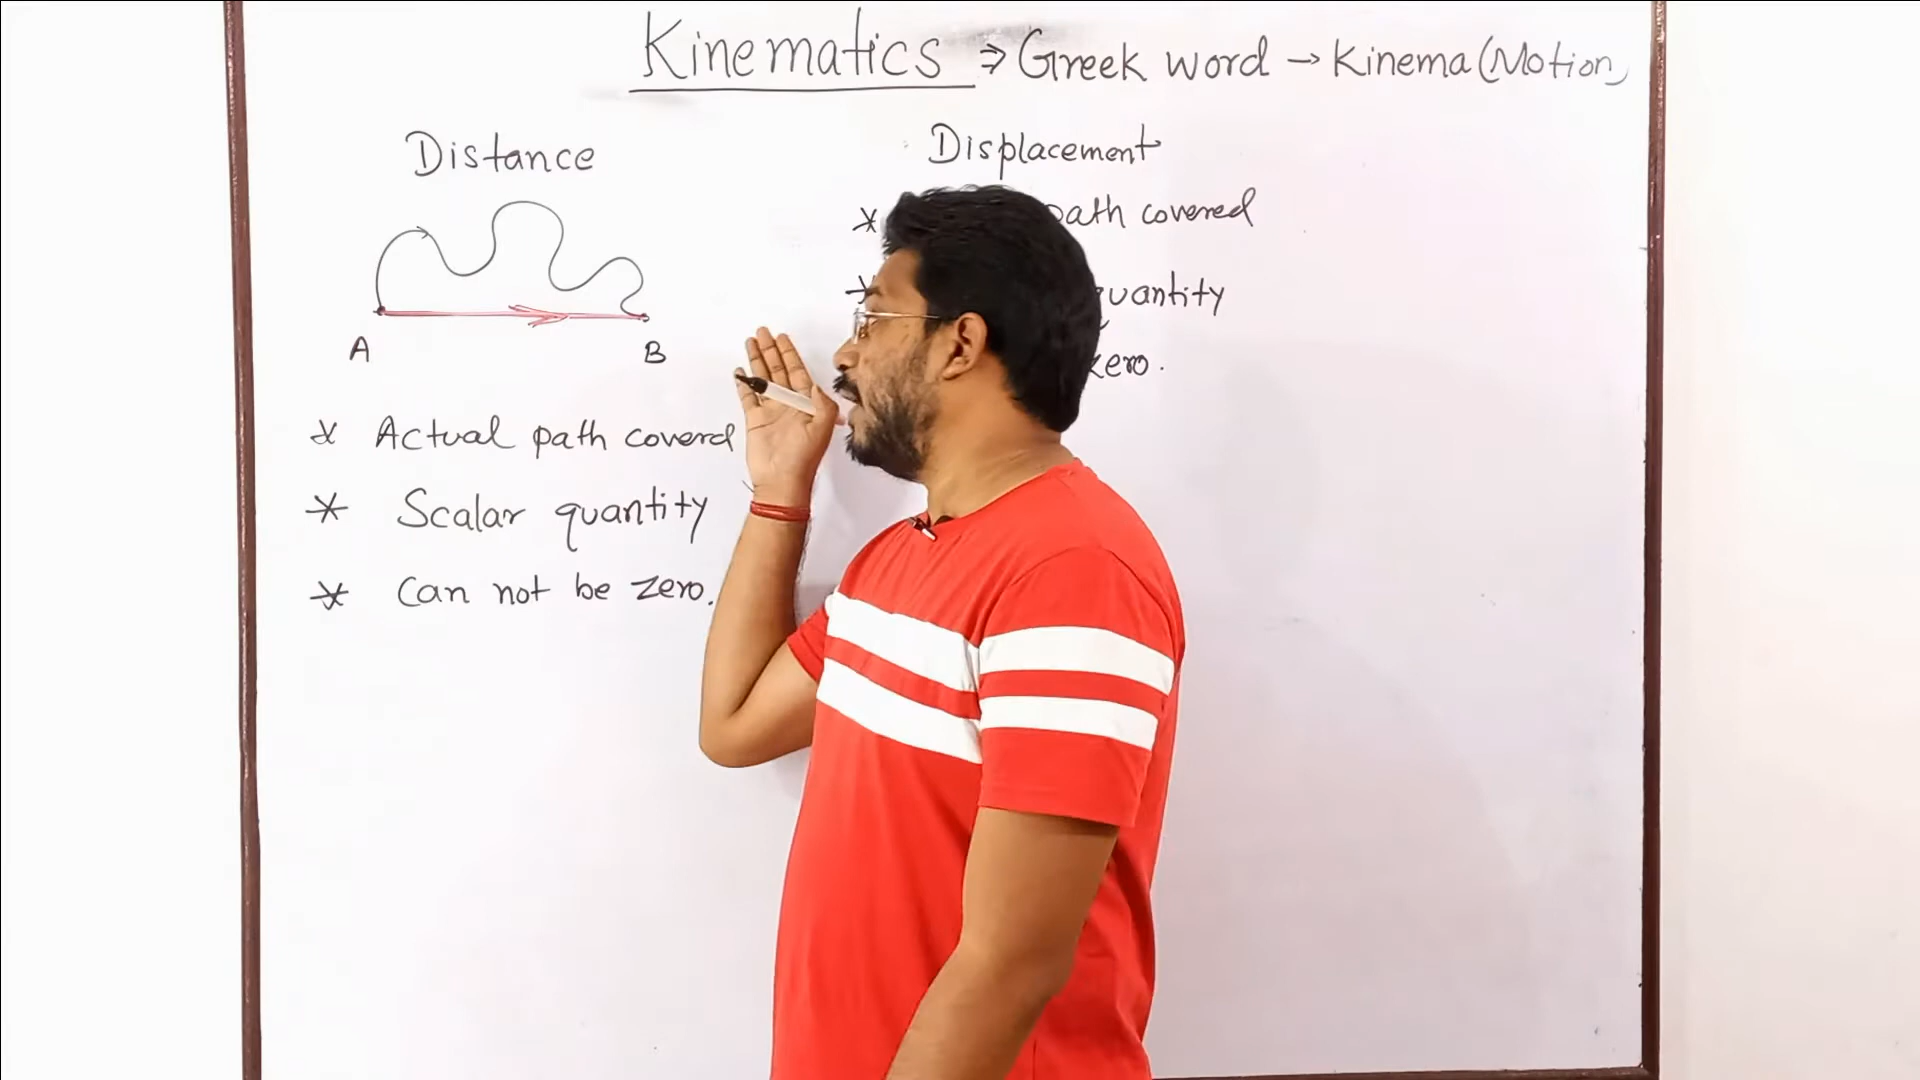 Kinematics ⇒ Greek word → Kinema (Motion)
Distance
A B
* Actual path coverd
* Scalar quantity
* Can not be zero.
Displacement
* path covered
* quantity
zero.